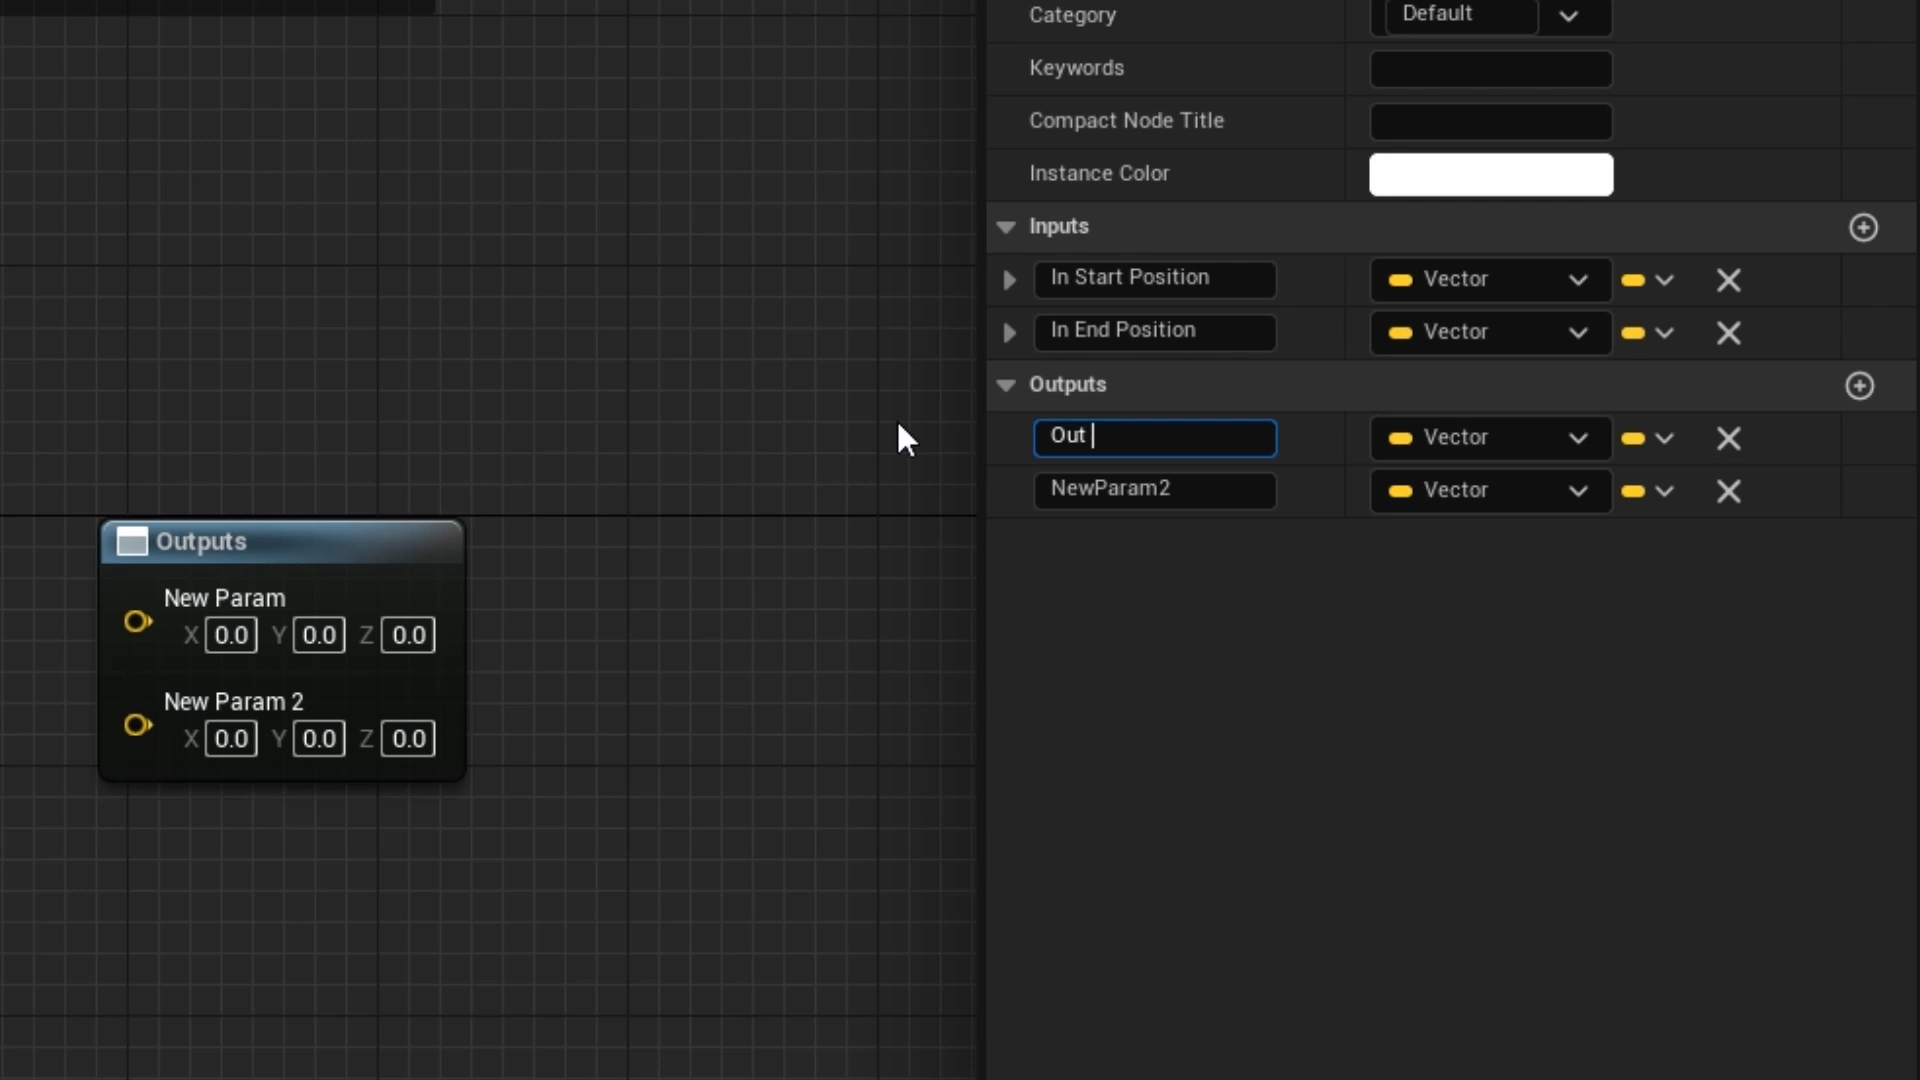 Category Default
Keywords
Compact Node Title
Instance Color
Inputs
In Start Position Vector
In End Position Vector
Outputs
Out Vector
NewParam2 Vector
Outputs
New Param
X 0.0 Y 0.0 Z 0.0
New Param 2
X 0.0 Y 0.0 Z 0.0